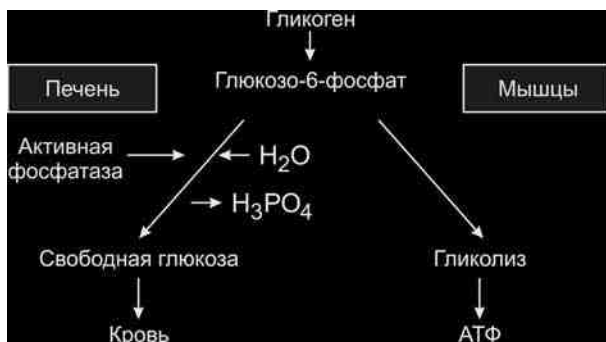 Гликоген
Глюкозо-6-фосфат
Печень
Мышцы
Активная
фосфатаза
H₂O
H₃PO₄
Свободная глюкоза
Гликолиз
Кровь
АТФ